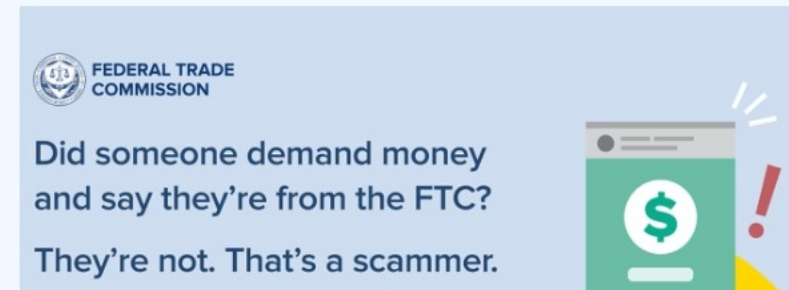 FEDERAL TRADE
COMMISSION
Did someone demand money
and say they’re from the FTC?
They’re not. That’s a scammer.